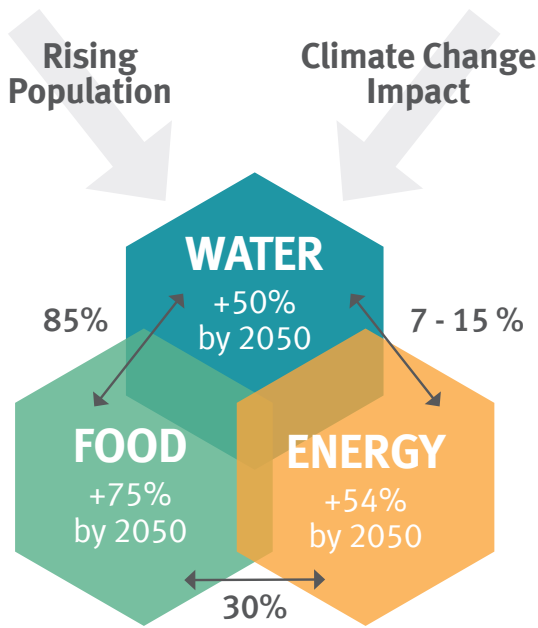 Rising
Population
Climate Change
Impact
WATER
+50%
by 2050
85%
7 - 15 %
FOOD
+75%
by 2050
ENERGY
+54%
by 2050
30%